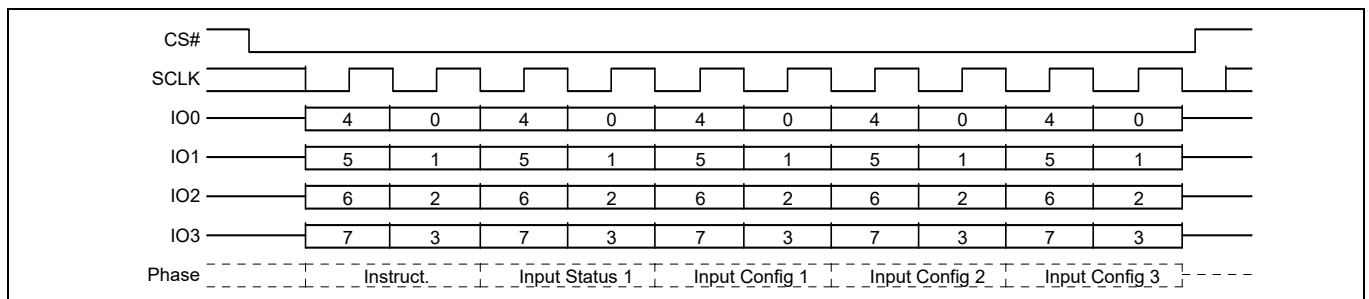 CS#
SCLK
IO0 4 0 4 0 4 0 4 0 4 0
IO1 5 1 5 1 5 1 5 1 5 1
IO2 6 2 6 2 6 2 6 2 6 2
IO3 7 3 7 3 7 3 7 3 7 3
Phase Instruct. Input Status 1 Input Config 1 Input Config 2 Input Config 3